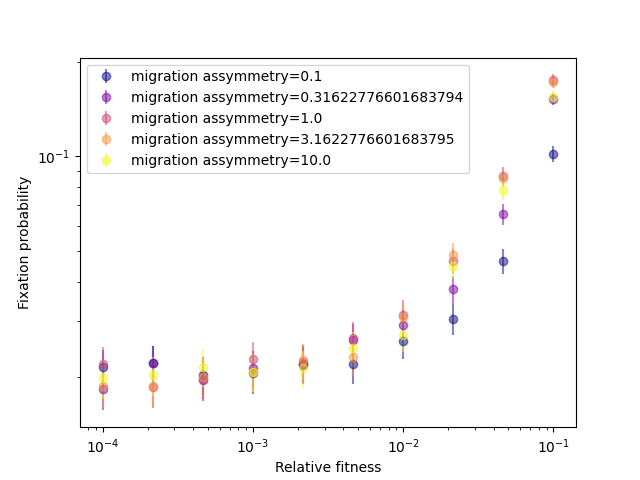 migration assymmetry=0.1
migration assymmetry=0.31622776601683794
migration assymmetry=1.0
migration assymmetry=3.1622776601683795
migration assymmetry=10.0
10⁻¹
Fixation probability
10⁻⁴ 10⁻³ 10⁻² 10⁻¹
Relative fitness